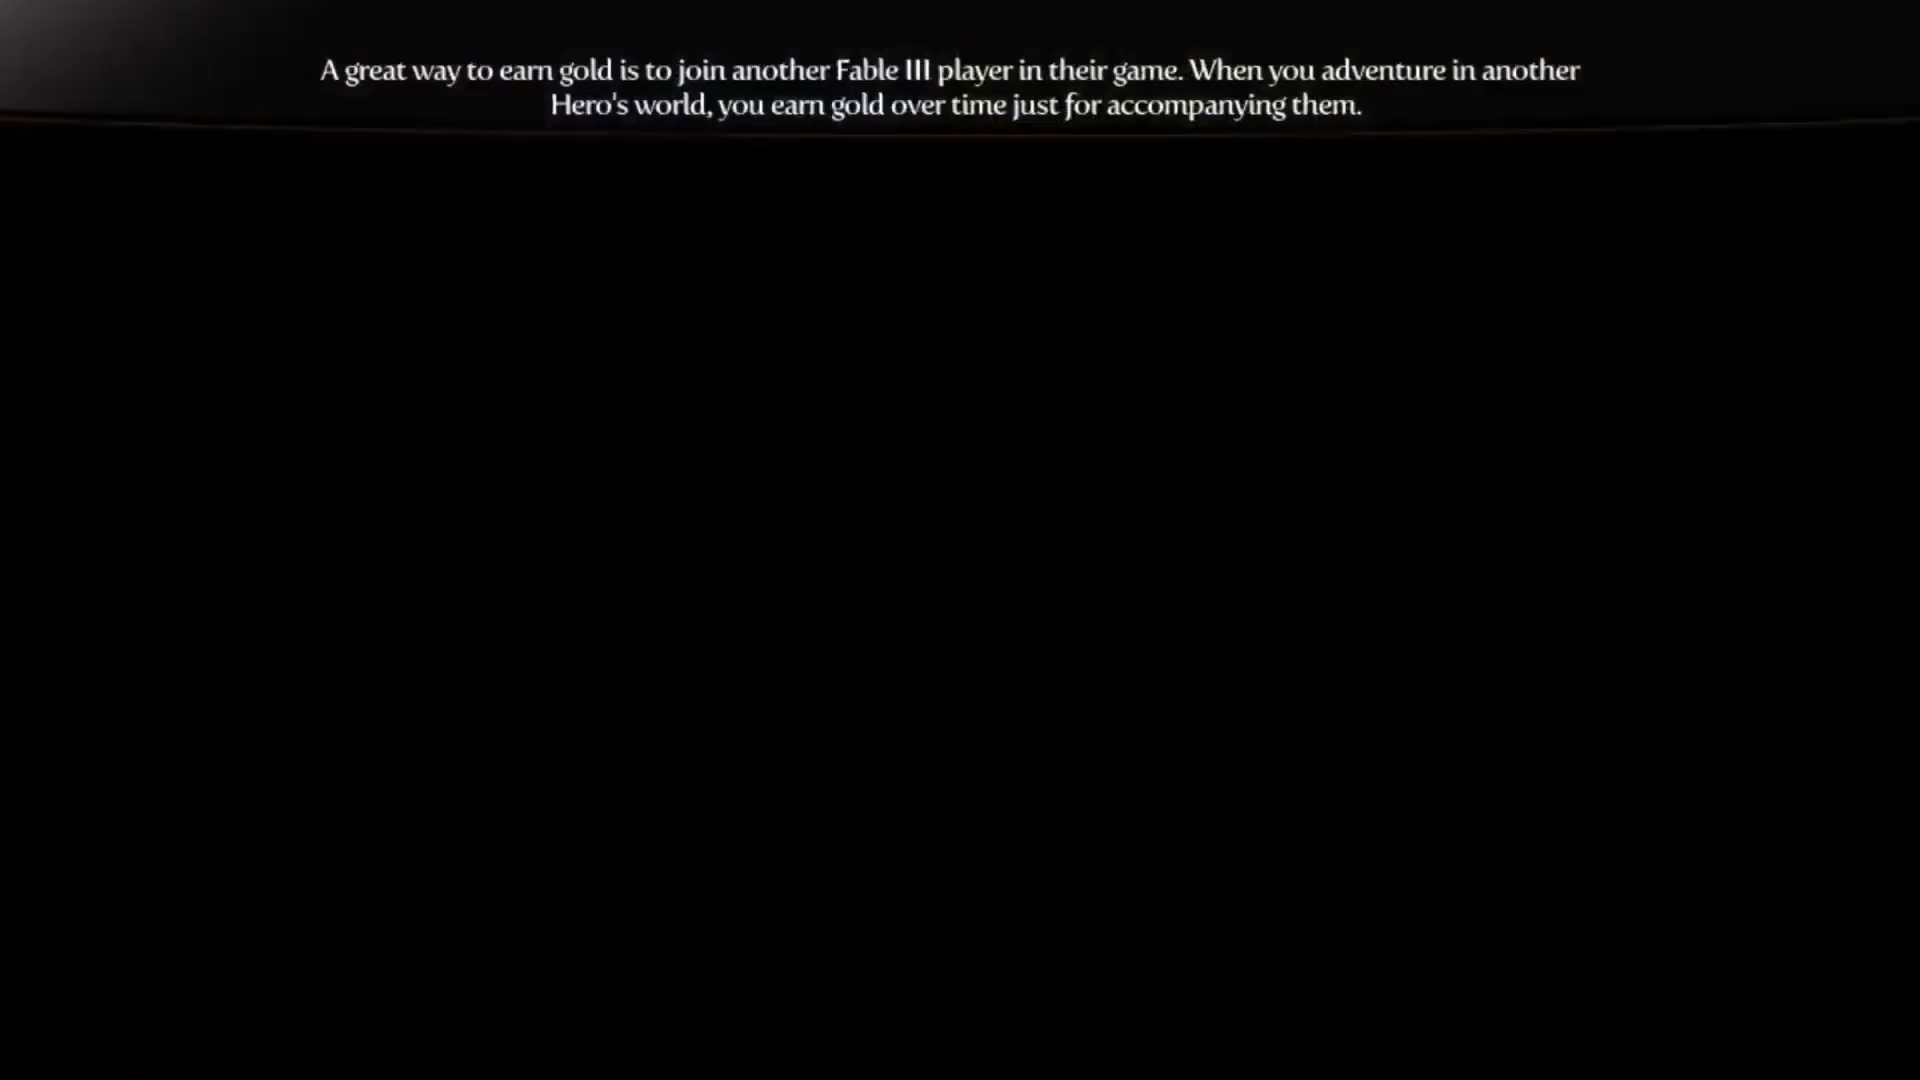 A great way to earn gold is to join another Fable III player in their game. When you adventure in another
Hero's world, you earn gold over time just for accompanying them.